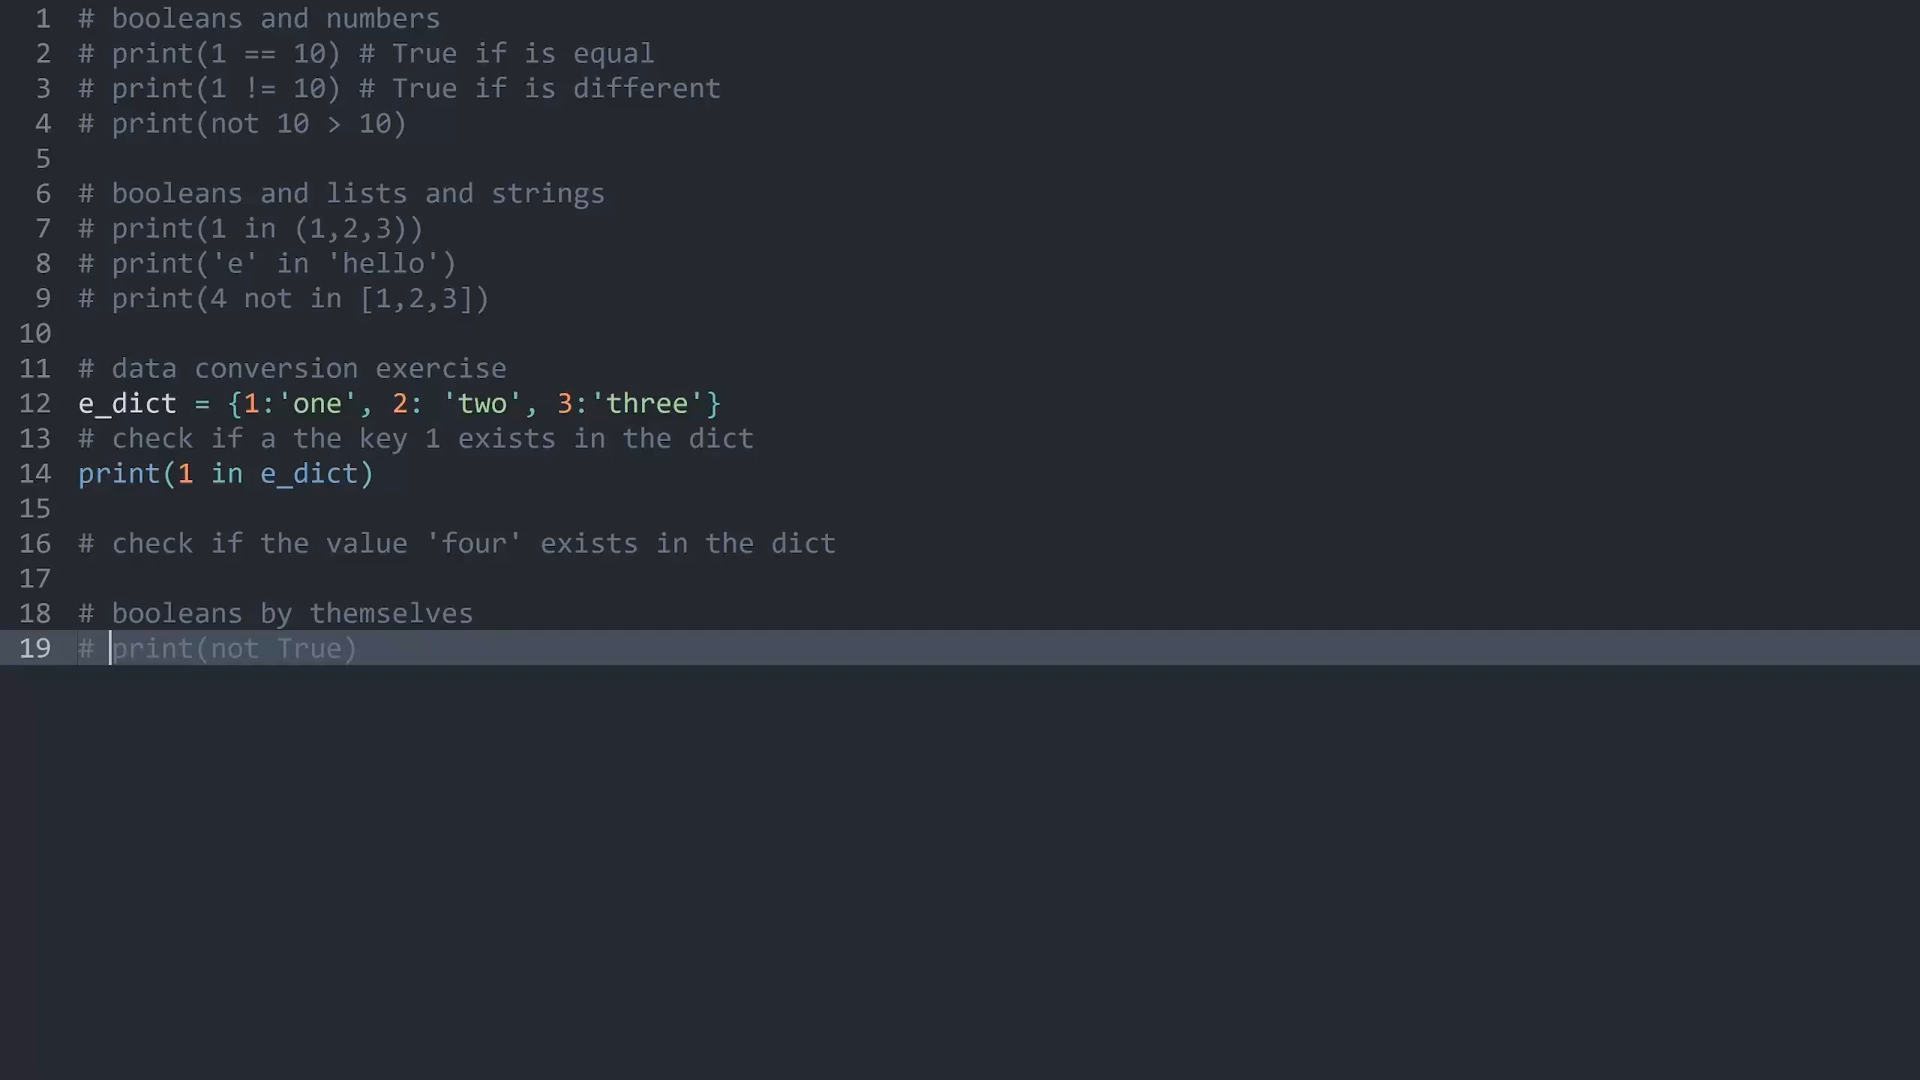 1 # booleans and numbers
2 # print(1 == 10) # True if is equal
3 # print(1 != 10) # True if is different
4 # print(not 10 > 10)
5
6 # booleans and lists and strings
7 # print(1 in (1,2,3))
8 # print('e' in 'hello')
9 # print(4 not in [1,2,3])
10
11 # data conversion exercise
12 e_dict = {1:'one', 2: 'two', 3:'three'}
13 # check if a the key 1 exists in the dict
14 print(1 in e_dict)
15
16 # check if the value 'four' exists in the dict
17
18 # booleans by themselves
19 # print(not True)